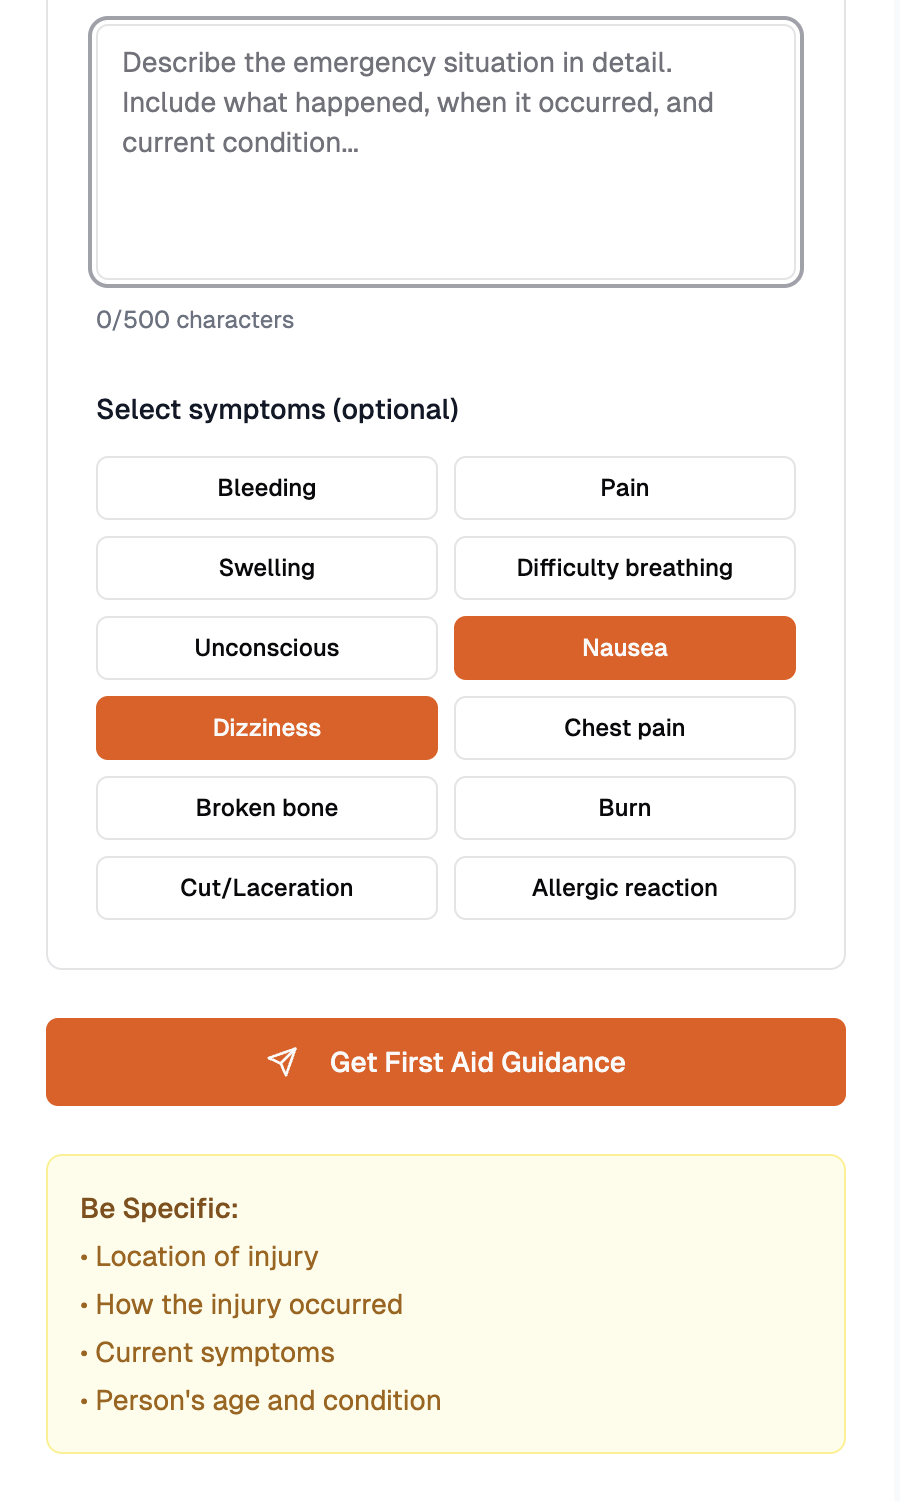 Describe the emergency situation in detail.
Include what happened, when it occurred, and
current condition...
0/500 characters
Select symptoms (optional)
Bleeding
Pain
Swelling
Difficulty breathing
Unconscious
Nausea
Dizziness
Chest pain
Broken bone
Burn
Cut/Laceration
Allergic reaction
Get First Aid Guidance
Be Specific:
• Location of injury
• How the injury occurred
• Current symptoms
• Person's age and condition